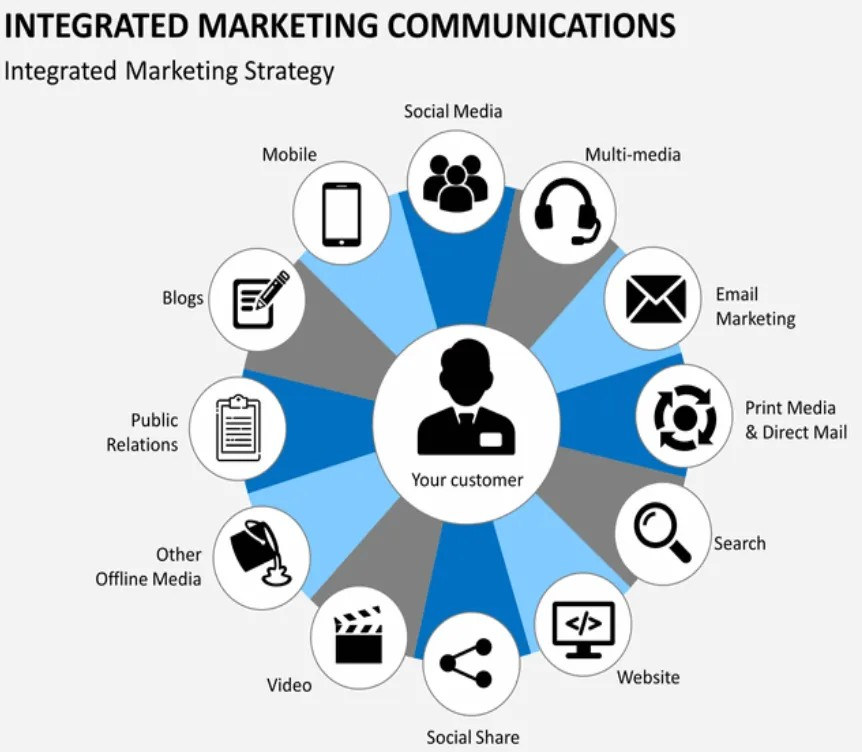 INTEGRATED MARKETING COMMUNICATIONS
Integrated Marketing Strategy
Social Media
Mobile
Multi-media
Blogs
Email
Marketing
Public
Relations
Print Media
& Direct Mail
Your customer
Search
Other
Offline Media
</>
Website
Video
Social Share